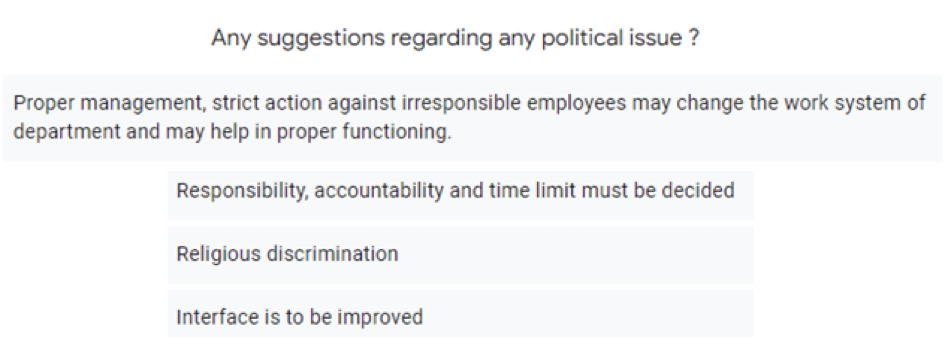 Any suggestions regarding any political issue ?
Proper management, strict action against irresponsible employees may change the work system of
department and may help in proper functioning.
Responsibility, accountability and time limit must be decided
Religious discrimination
Interface is to be improved